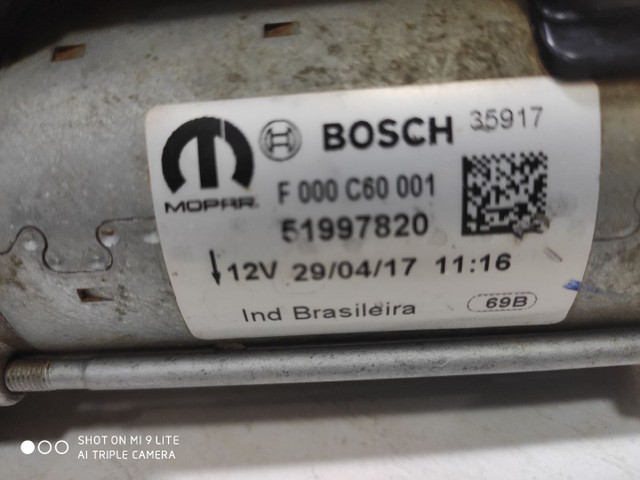 BOSCH 35917
MOPAR
F 000 C60 001
51997820
12V 29/04/17 11:16
Ind Brasileira 69B
SHOT ON MI 9 LITE
AI TRIPLE CAMERA